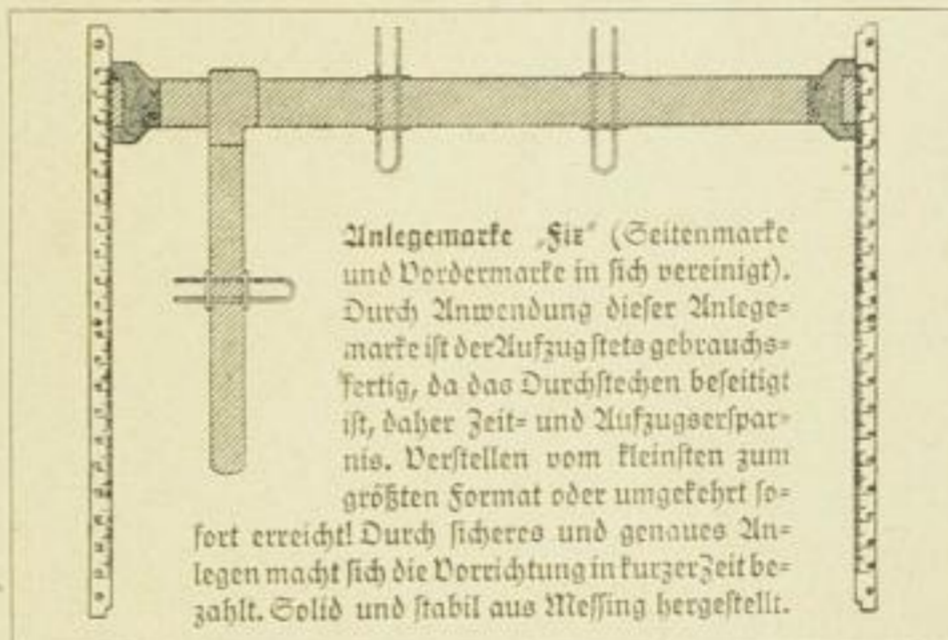 Anlegemarke „Fix“ (Seitenmarke
und Vordermarke in sich vereinigt).
Durch Anwendung dieser Anlege=
marke ist der Aufzug stets gebrauchs=
fertig, da das Durchstechen beseitigt
ist, daher Zeit= und Aufzugserspar=
nis. Verstellen vom kleinsten zum
größten Format oder umgekehrt so=
fort erreicht! Durch sicheres und genaues An=
legen macht sich die Vorrichtung in kurzer Zeit be=
zahlt. Solid und stabil aus Messing hergestellt.